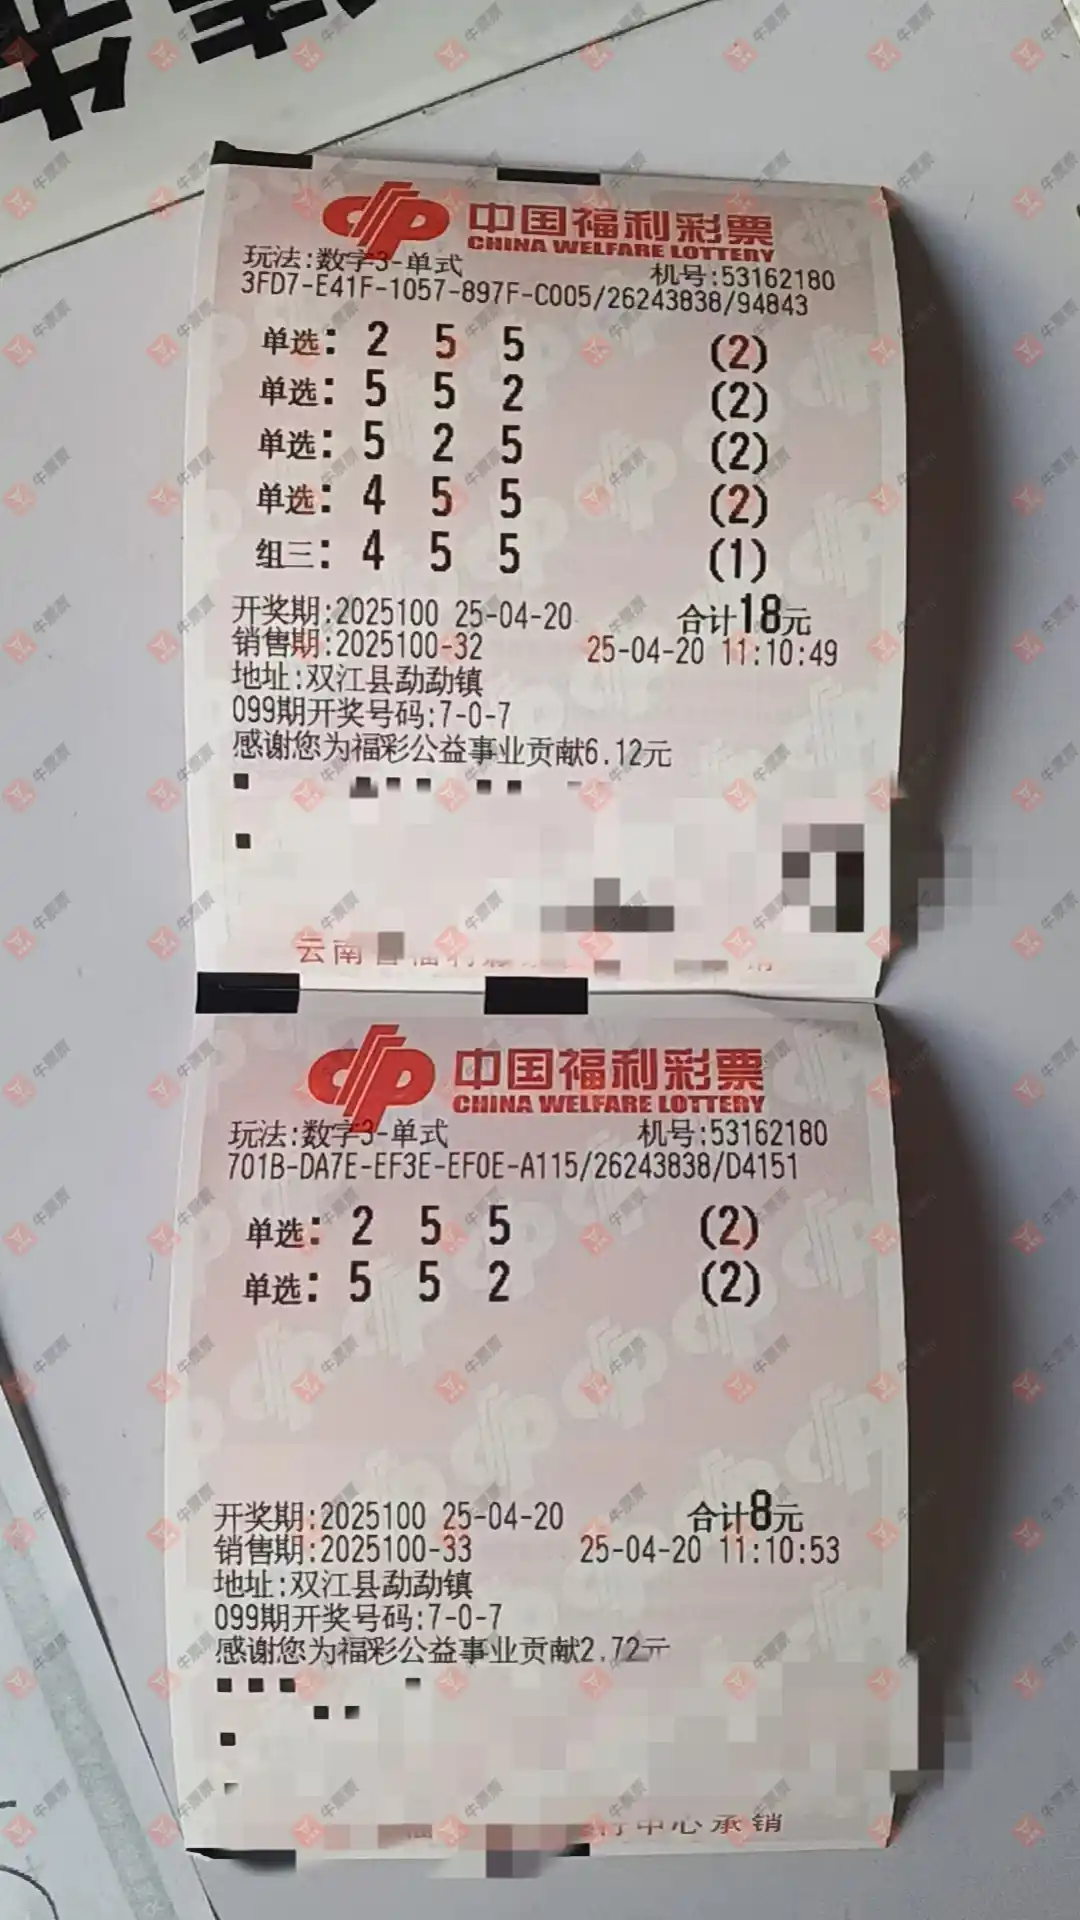 中国福利彩票
CHINA WELFARE LOTTERY
玩法:数字3-单式 机号:53162180
3FD7-E41F-1057-897F-C005/26243838/94843
单选: 2 5 5 (2)
单选: 5 5 2 (2)
单选: 5 2 5 (2)
单选: 4 5 5 (2)
组三: 4 5 5 (1)
开奖期:2025100 25-04-20 合计18元
销售期:2025100-32 25-04-20 11:10:49
地址:双江县勐勐镇
099期开奖号码:7-0-7
感谢您为福彩公益事业贡献6.12元
云南
中国福利彩票
CHINA WELFARE LOTTERY
玩法:数字3-单式 机号:53162180
701B-DA7E-EF3E-EF0E-A115/26243838/D4151
单选: 2 5 5 (2)
单选: 5 5 2 (2)
开奖期:2025100 25-04-20 合计8元
销售期:2025100-33 25-04-20 11:10:53
地址:双江县勐勐镇
099期开奖号码:7-0-7
感谢您为福彩公益事业贡献2.72元
中心承销
牛票票